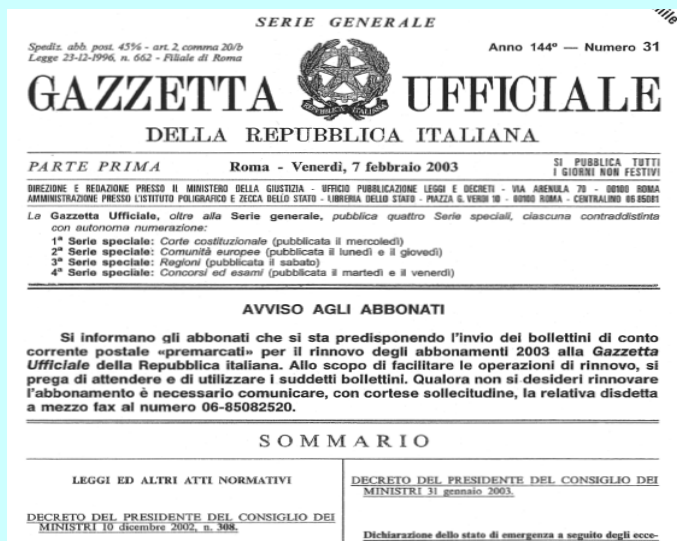 SERIE GENERALE
Spediz. abb. post. 45% - art. 2, comma 20/b
Legge 23-12-1996, n. 662 - Filiale di Roma
Anno 144° — Numero 31
GAZZETTA UFFICIALE
DELLA REPUBBLICA ITALIANA
PARTE PRIMA
Roma - Venerdì, 7 febbraio 2003
SI PUBBLICA TUTTI
I GIORNI NON FESTIVI
DIREZIONE E REDAZIONE PRESSO IL MINISTERO DELLA GIUSTIZIA - UFFICIO PUBBLICAZIONE LEGGI E DECRETI - VIA ARENULA 70 - 00100 ROMA
AMMINISTRAZIONE PRESSO L'ISTITUTO POLIGRAFICO E ZECCA DELLO STATO - LIBRERIA DELLO STATO - PIAZZA G. VERDI 10 - 00100 ROMA - CENTRALINO 06 85081
La Gazzetta Ufficiale, oltre alla Serie generale, pubblica quattro Serie speciali, ciascuna contraddistinta
con autonoma numerazione:
1ª Serie speciale: Corte costituzionale (pubblicata il mercoledì)
2ª Serie speciale: Comunità europee (pubblicata il lunedì e il giovedì)
3ª Serie speciale: Regioni (pubblicata il sabato)
4ª Serie speciale: Concorsi ed esami (pubblicata il martedì e il venerdì)
AVVISO AGLI ABBONATI
Si informano gli abbonati che si sta predisponendo l'invio dei bollettini di conto
corrente postale «premarcati» per il rinnovo degli abbonamenti 2003 alla Gazzetta
Ufficiale della Repubblica italiana. Allo scopo di facilitare le operazioni di rinnovo, si
prega di attendere e di utilizzare i suddetti bollettini. Qualora non si desideri rinnovare
l'abbonamento è necessario comunicare, con cortese sollecitudine, la relativa disdetta
a mezzo fax al numero 06-85082520.
SOMMARIO
LEGGI ED ALTRI ATTI NORMATIVI
DECRETO DEL PRESIDENTE DEL CONSIGLIO DEI
MINISTRI 10 dicembre 2002, n. 308.
DECRETO DEL PRESIDENTE DEL CONSIGLIO DEI
MINISTRI 31 gennaio 2003.
Dichiarazione dello stato di emergenza a seguito degli ecce-